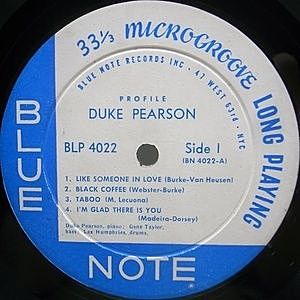 33⅓ MICROGROOVE LONG PLAYING
BLUE NOTE RECORDS INC • 47 WEST 63rd • NYC
PROFILE
DUKE PEARSON
BLP 4022 Side 1
(BN 4022-A)
1. LIKE SOMEONE IN LOVE (Burke-Van Heusen)
2. BLACK COFFEE (Webster-Burke)
3. TABOO (M. Lecuona)
4. I'M GLAD THERE IS YOU
(Madeira-Dorsey)
Duke Pearson, piano; Gene Taylor,
bass; Lex Humphries, drums.
BLUE
NOTE